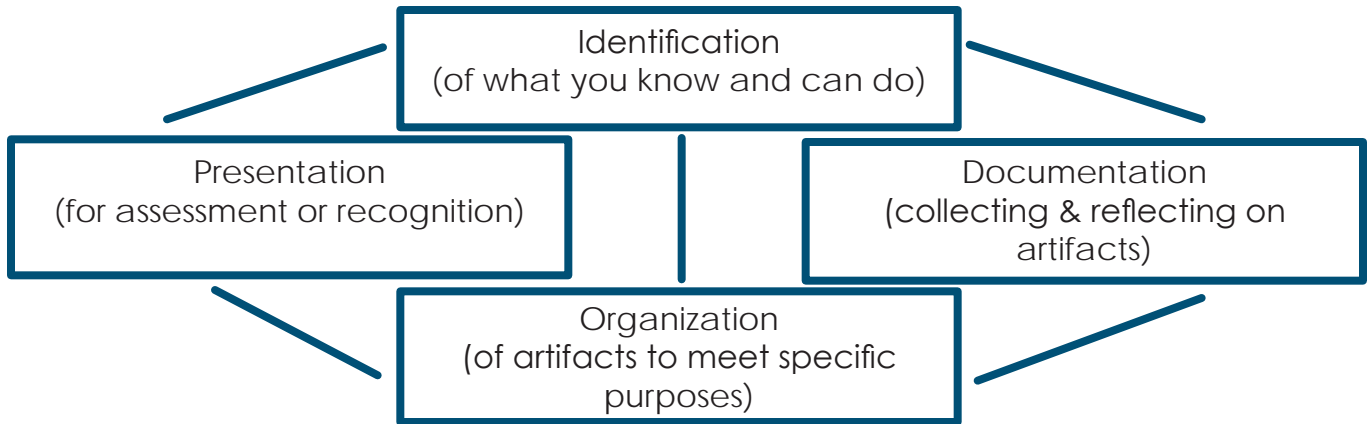 Identification
(of what you know and can do)
Presentation
(for assessment or recognition)
Documentation
(collecting & reflecting on
artifacts)
Organization
(of artifacts to meet specific
purposes)